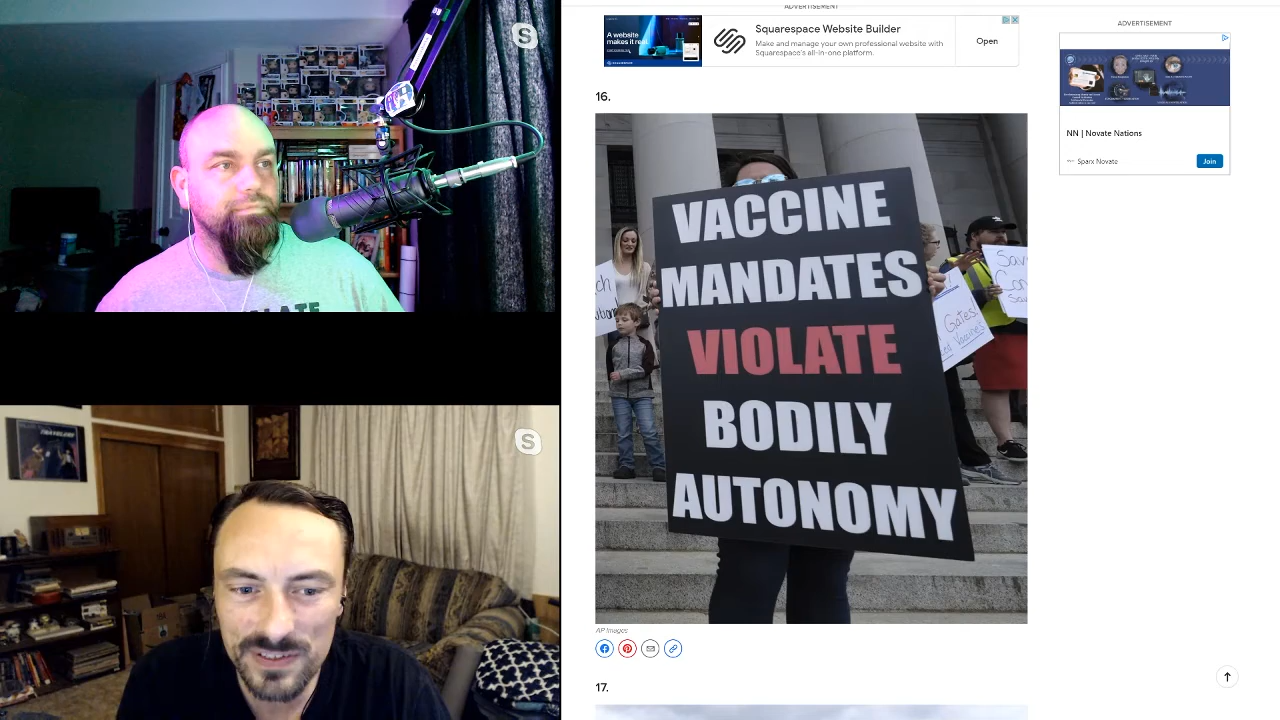 ADVERTISEMENT
A website
makes it real
Squarespace Website Builder
Make and manage your own professional website with
Squarespace's all-in-one platform.
Open
ADVERTISEMENT
NN | Novate Nations
Sparx Novate
Join
16.
VACCINE
MANDATES
VIOLATE
BODILY
AUTONOMY
Gates!
Vaccines
AP Images
17.
S
S